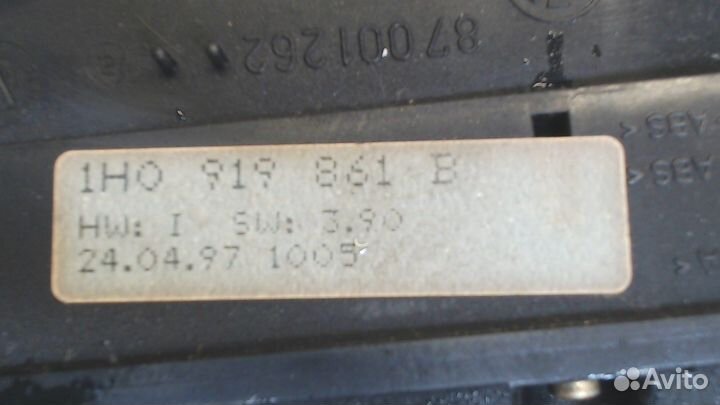 87001262
1H0 919 861 B
HW: I SW: 3.90
24.04.97 1005
>ABS<
>ABS<
Avito